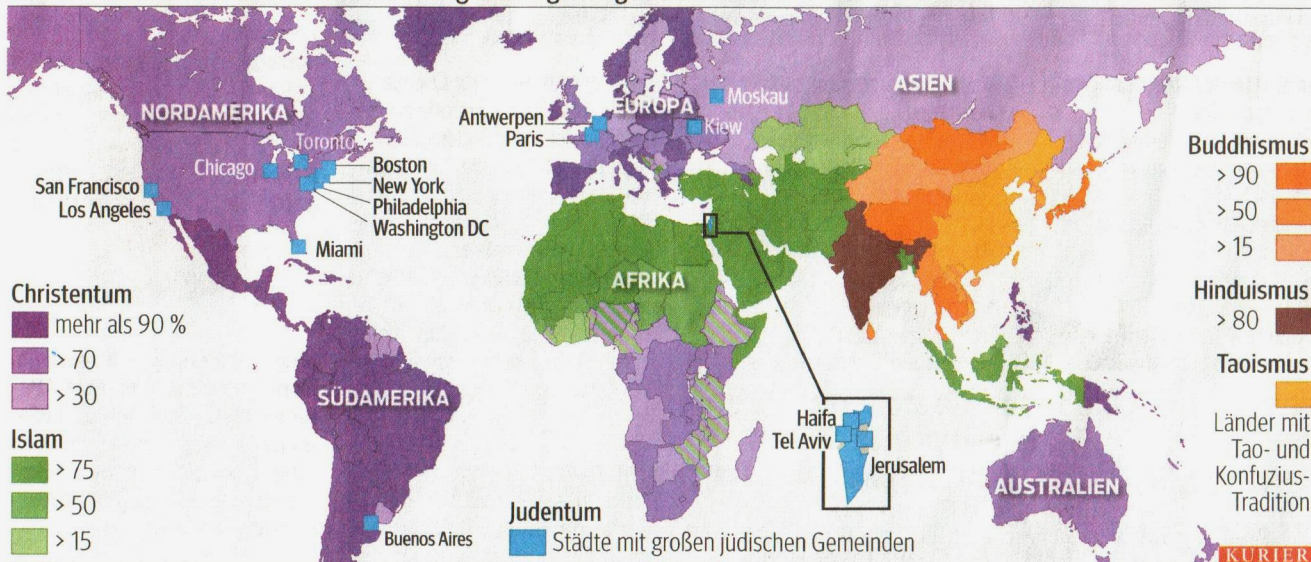 NORDAMERIKA
EUROPA
ASIEN
Moskau
Kiew
Antwerpen
Paris
Toronto
Chicago
Boston
New York
Philadelphia
Washington DC
San Francisco
Los Angeles
Miami
AFRIKA
SÜDAMERIKA
Buenos Aires
Haifa
Tel Aviv
Jerusalem
AUSTRALIEN
Christentum
mehr als 90 %
> 70
> 30
Islam
> 75
> 50
> 15
Judentum
Städte mit großen jüdischen Gemeinden
Buddhismus
> 90
> 50
> 15
Hinduismus
> 80
Taoismus
Länder mit
Tao- und
Konfuzius-
Tradition
KURIER